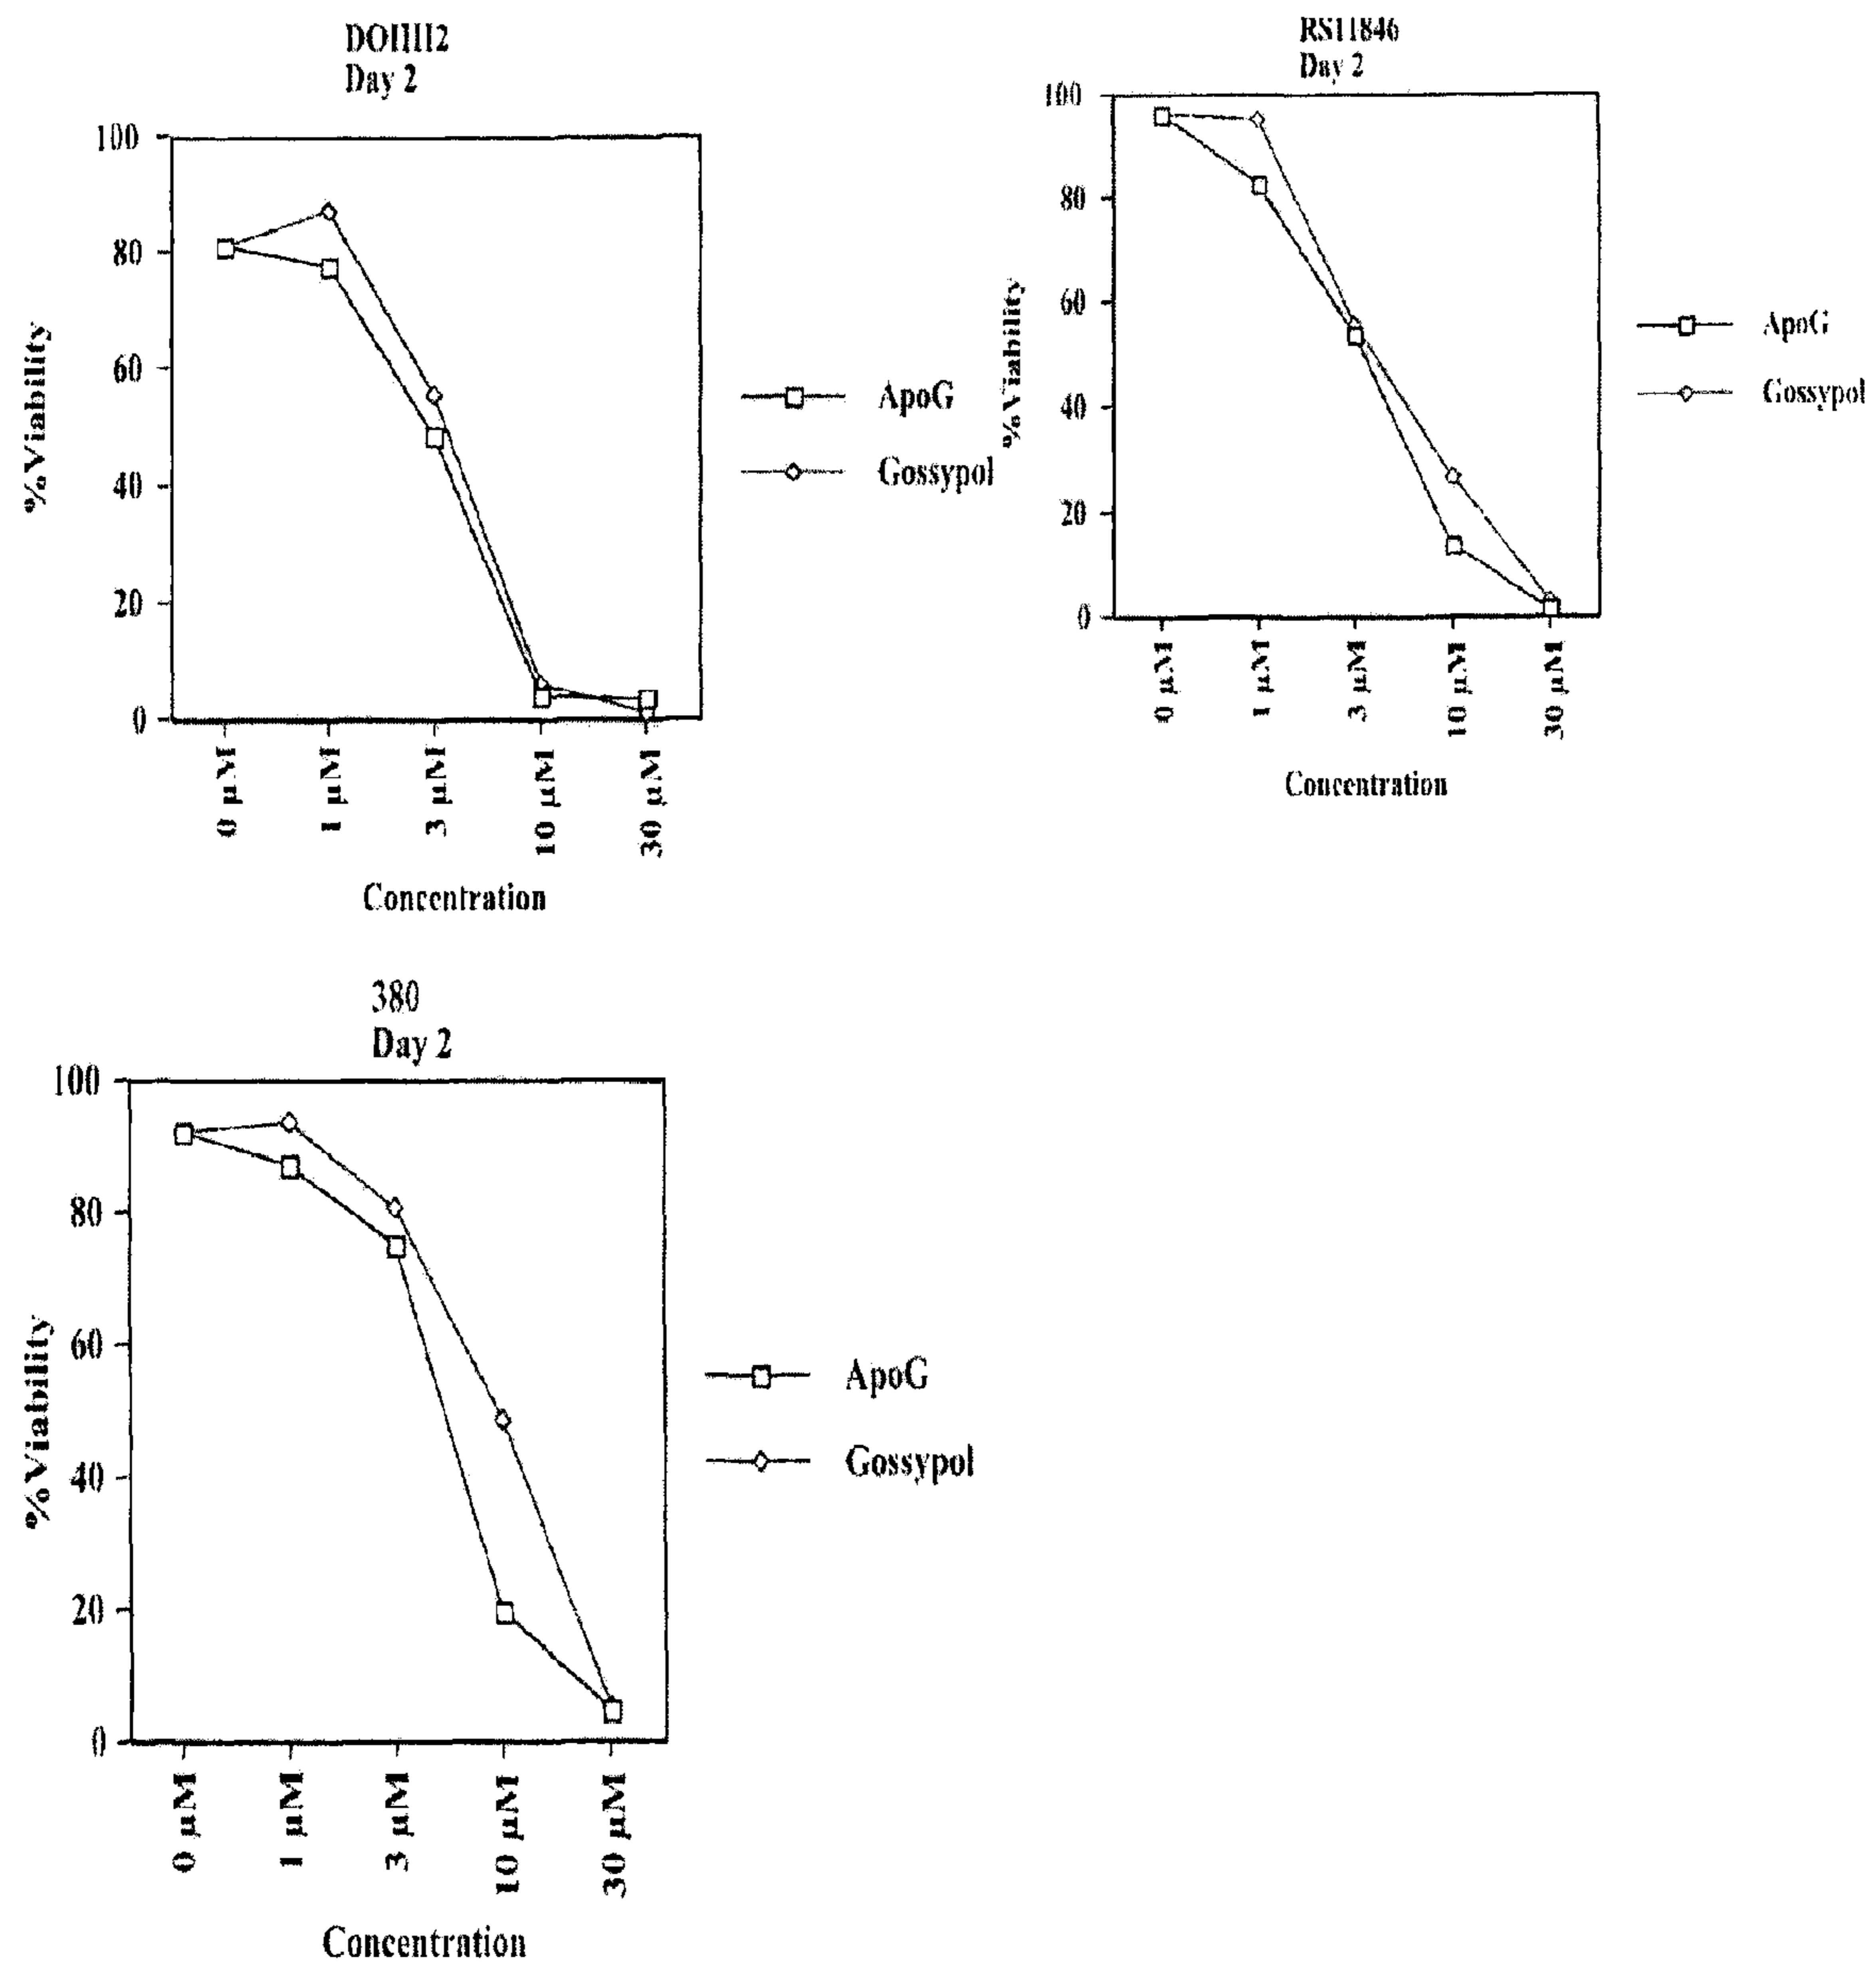 DOHH2
Day 2
100
80
60
40
20
0
%Viability
0 µM
1 µM
3 µM
10 µM
30 µM
Concentration
ApoG
Gossypol
RS11846
Day 2
100
80
60
40
20
0
%Viability
0 µM
1 µM
3 µM
10 µM
30 µM
Concentration
ApoG
Gossypol
380
Day 2
100
80
60
40
20
0
%Viability
0 µM
1 µM
3 µM
10 µM
30 µM
Concentration
ApoG
Gossypol